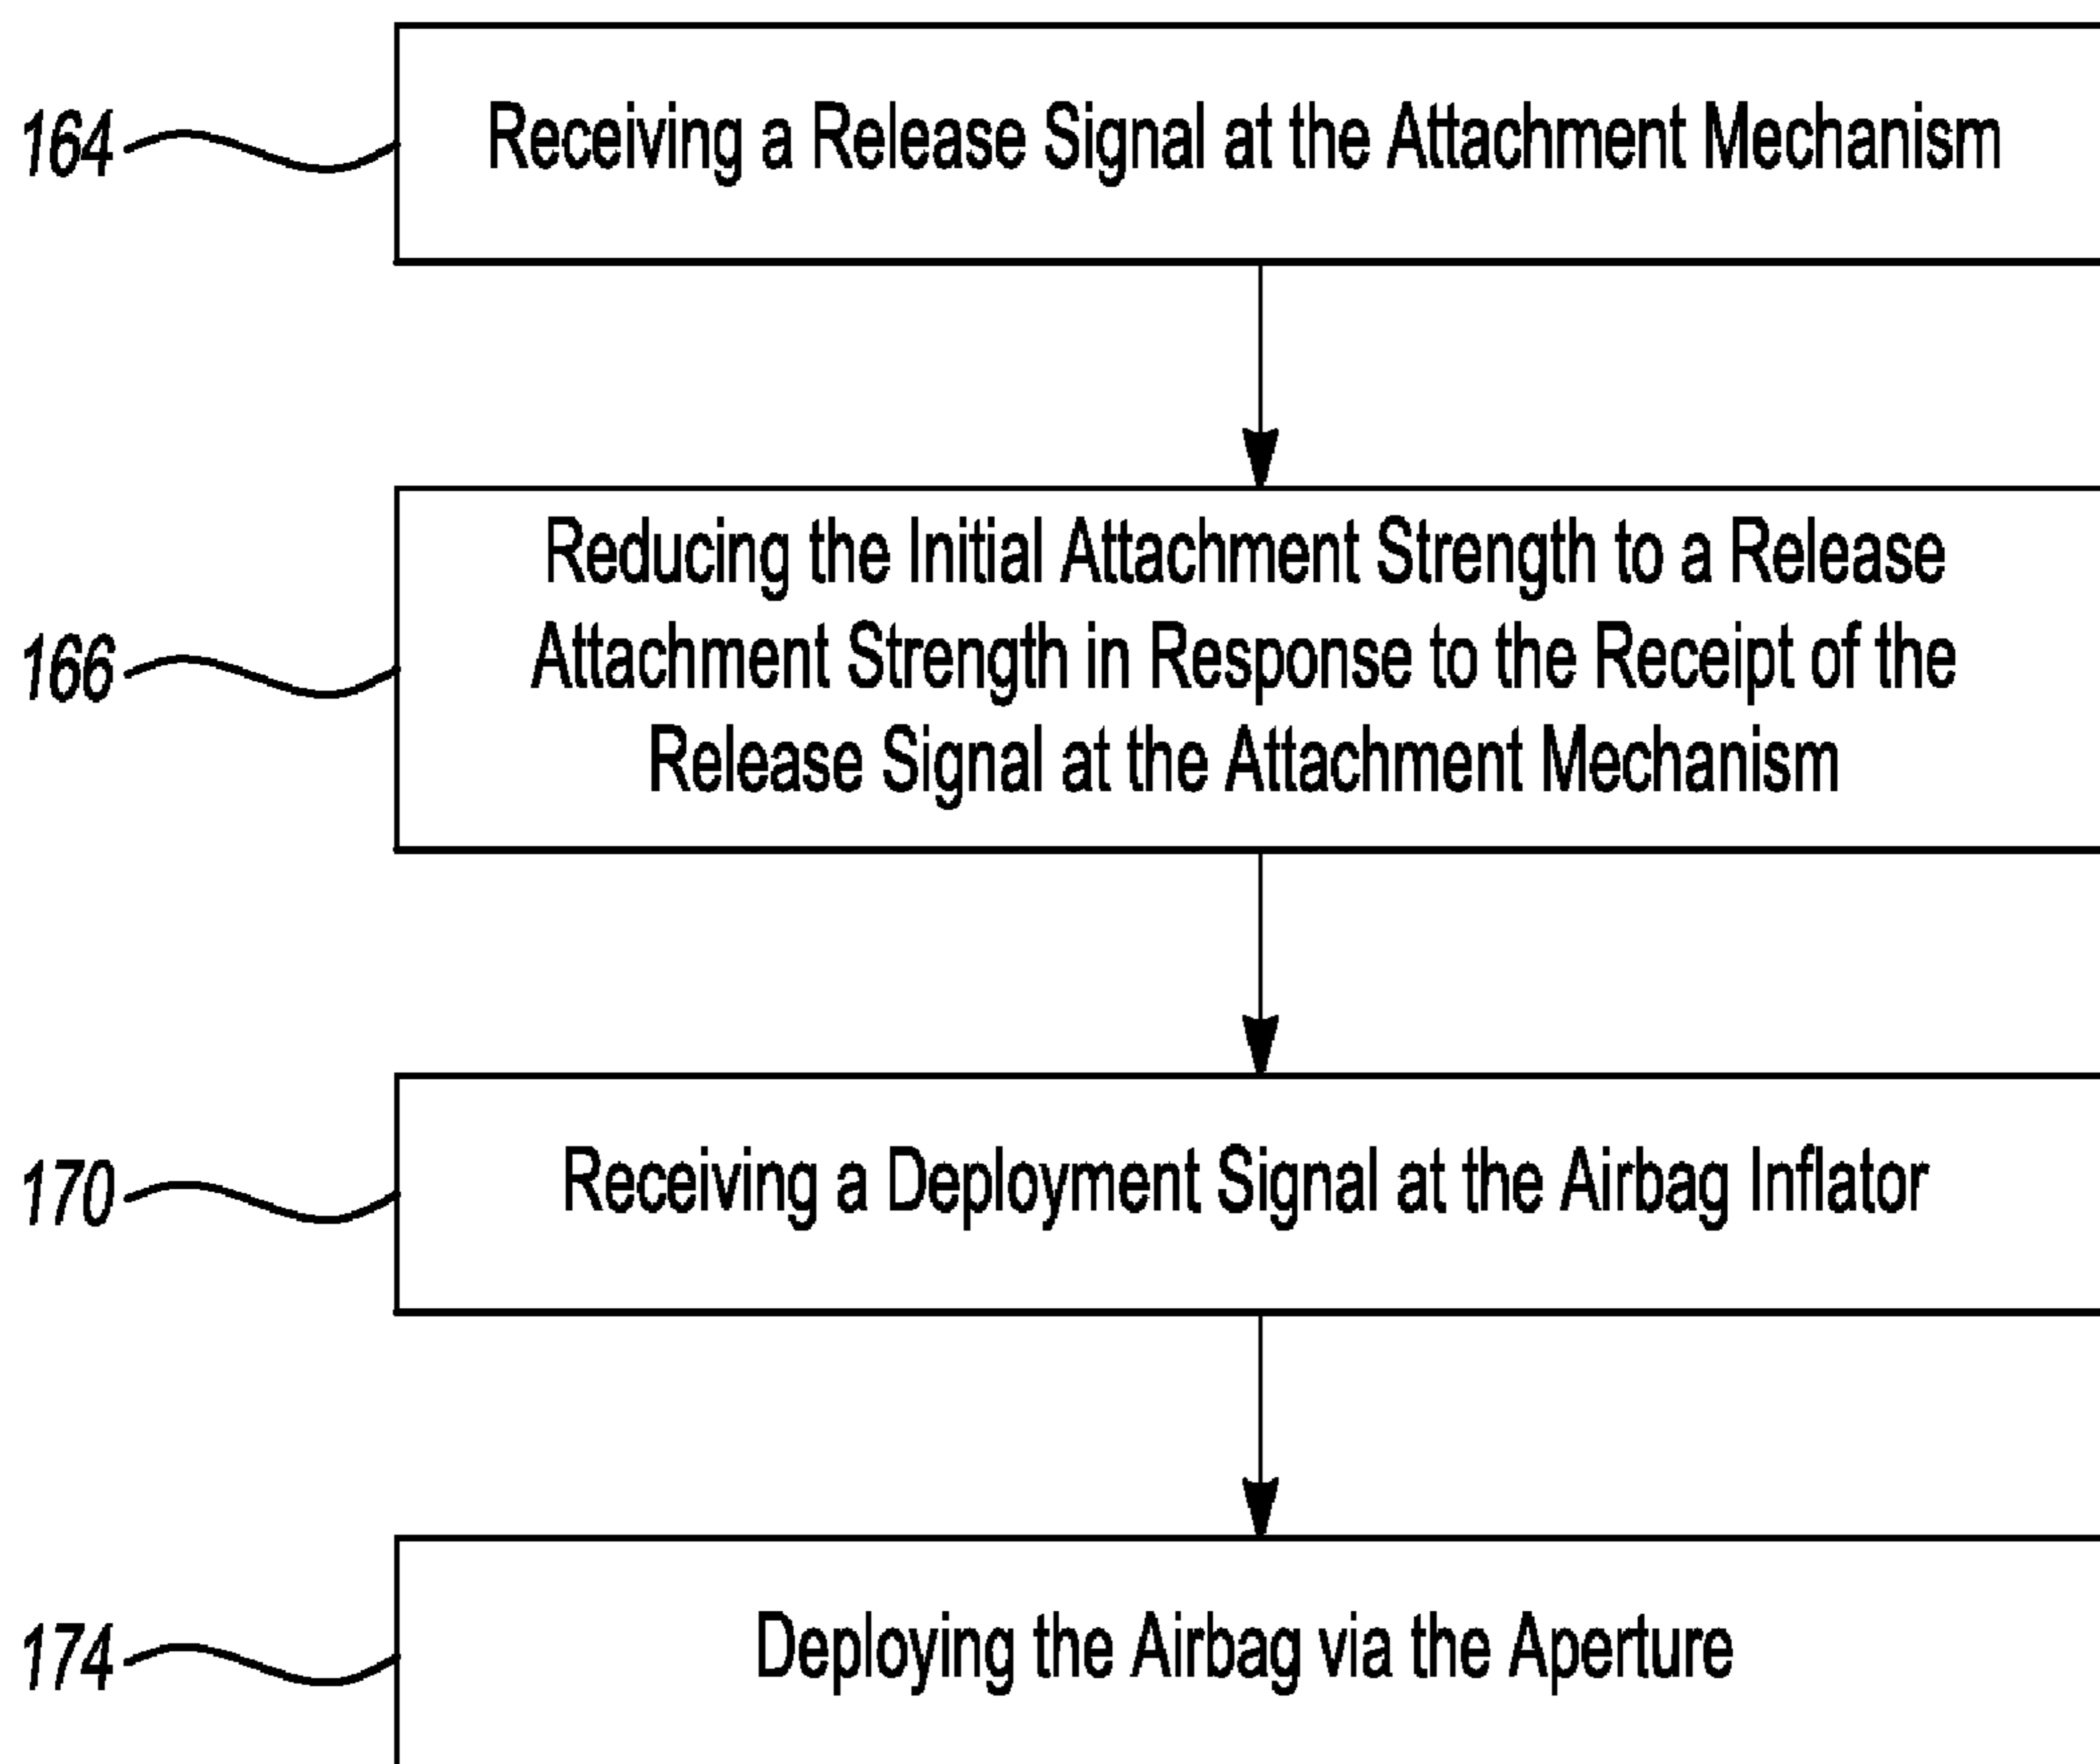 164
Receiving a Release Signal at the Attachment Mechanism
166
Reducing the Initial Attachment Strength to a Release
Attachment Strength in Response to the Receipt of the
Release Signal at the Attachment Mechanism
170
Receiving a Deployment Signal at the Airbag Inflator
174
Deploying the Airbag via the Aperture